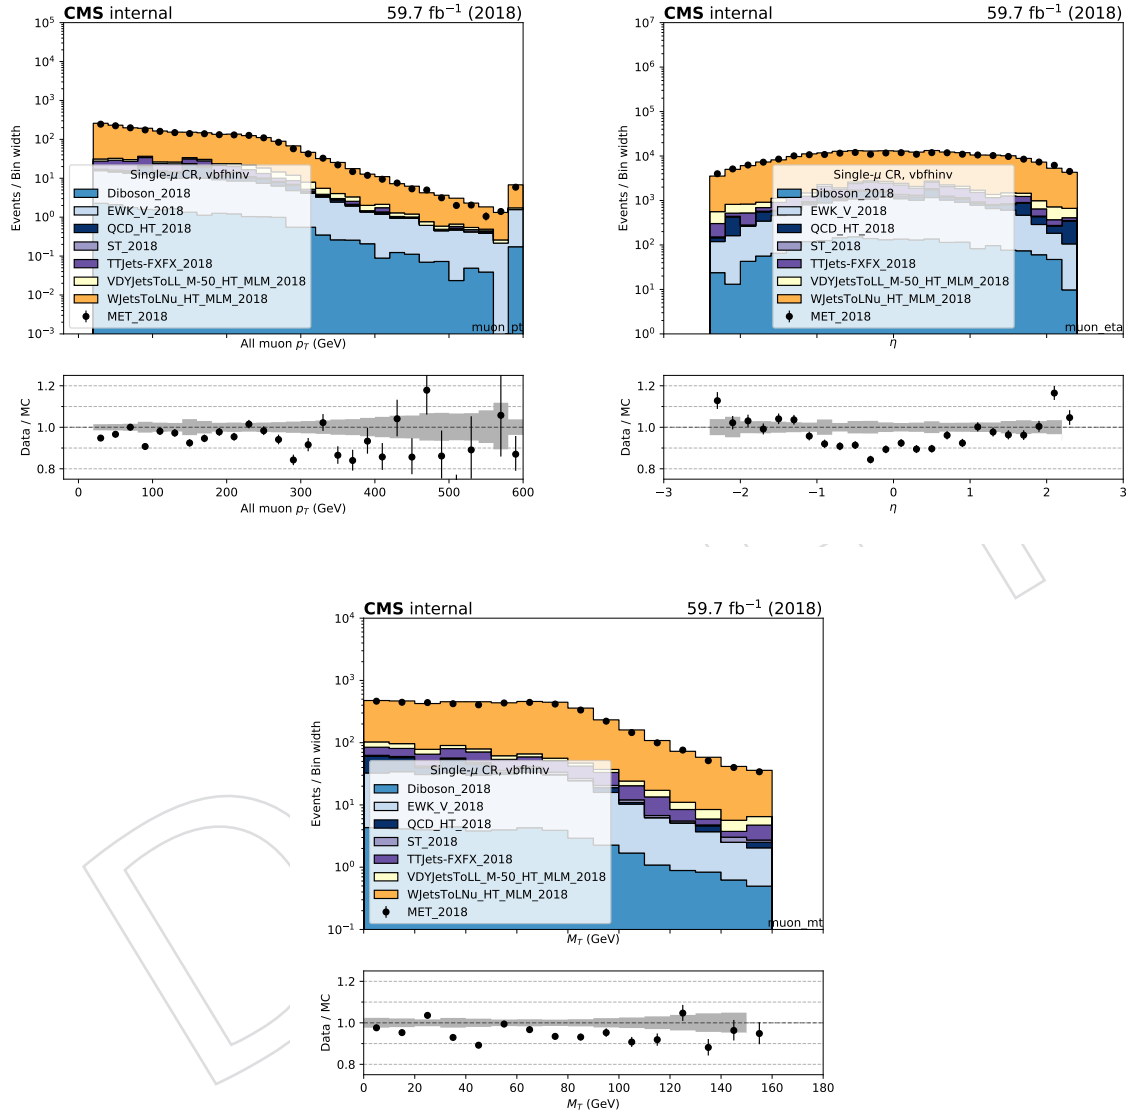 CMS internal 59.7 fb⁻¹ (2018)
Events / Bin width
10⁵
10⁴
10³
10²
10¹
10⁰
10⁻¹
10⁻²
10⁻³
Single-μ CR, vbfhinv
Diboson_2018
EWK_V_2018
QCD_HT_2018
ST_2018
TTJets-FXFX_2018
VDYJetsToLL_M-50_HT_MLM_2018
WJetsToLNu_HT_MLM_2018
MET_2018
muon_pt
All muon p_T (GeV)
Data / MC
1.2
1.0
0.8
0 100 200 300 400 500 600
All muon p_T (GeV)
CMS internal 59.7 fb⁻¹ (2018)
Events / Bin width
10⁷
10⁶
10⁵
10⁴
10³
10²
10¹
10⁰
Single-μ CR, vbfhinv
Diboson_2018
EWK_V_2018
QCD_HT_2018
ST_2018
TTJets-FXFX_2018
VDYJetsToLL_M-50_HT_MLM_2018
WJetsToLNu_HT_MLM_2018
MET_2018
muon_eta
η
Data / MC
1.2
1.0
0.8
−3 −2 −1 0 1 2 3
η
CMS internal 59.7 fb⁻¹ (2018)
Events / Bin width
10⁴
10³
10²
10¹
10⁰
10⁻¹
Single-μ CR, vbfhinv
Diboson_2018
EWK_V_2018
QCD_HT_2018
ST_2018
TTJets-FXFX_2018
VDYJetsToLL_M-50_HT_MLM_2018
WJetsToLNu_HT_MLM_2018
MET_2018
muon_mt
M_T (GeV)
Data / MC
1.2
1.0
0.8
0 20 40 60 80 100 120 140 160 180
M_T (GeV)